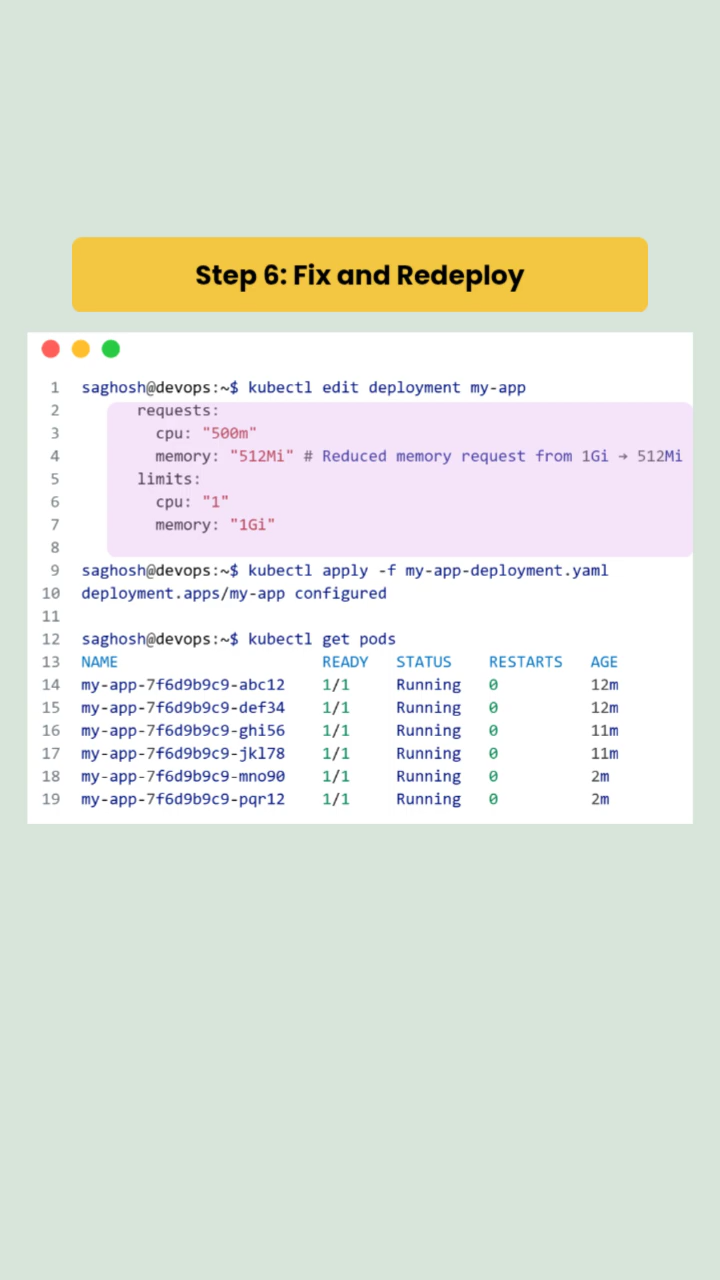 Step 6: Fix and Redeploy
1 saghosh@devops:~$ kubectl edit deployment my-app
2 requests:
3 cpu: "500m"
4 memory: "512Mi" # Reduced memory request from 1Gi → 512Mi
5 limits:
6 cpu: "1"
7 memory: "1Gi"
8
9 saghosh@devops:~$ kubectl apply -f my-app-deployment.yaml
10 deployment.apps/my-app configured
11
12 saghosh@devops:~$ kubectl get pods
13 NAME READY STATUS RESTARTS AGE
14 my-app-7f6d9b9c9-abc12 1/1 Running 0 12m
15 my-app-7f6d9b9c9-def34 1/1 Running 0 12m
16 my-app-7f6d9b9c9-ghi56 1/1 Running 0 11m
17 my-app-7f6d9b9c9-jkl78 1/1 Running 0 11m
18 my-app-7f6d9b9c9-mno90 1/1 Running 0 2m
19 my-app-7f6d9b9c9-pqr12 1/1 Running 0 2m